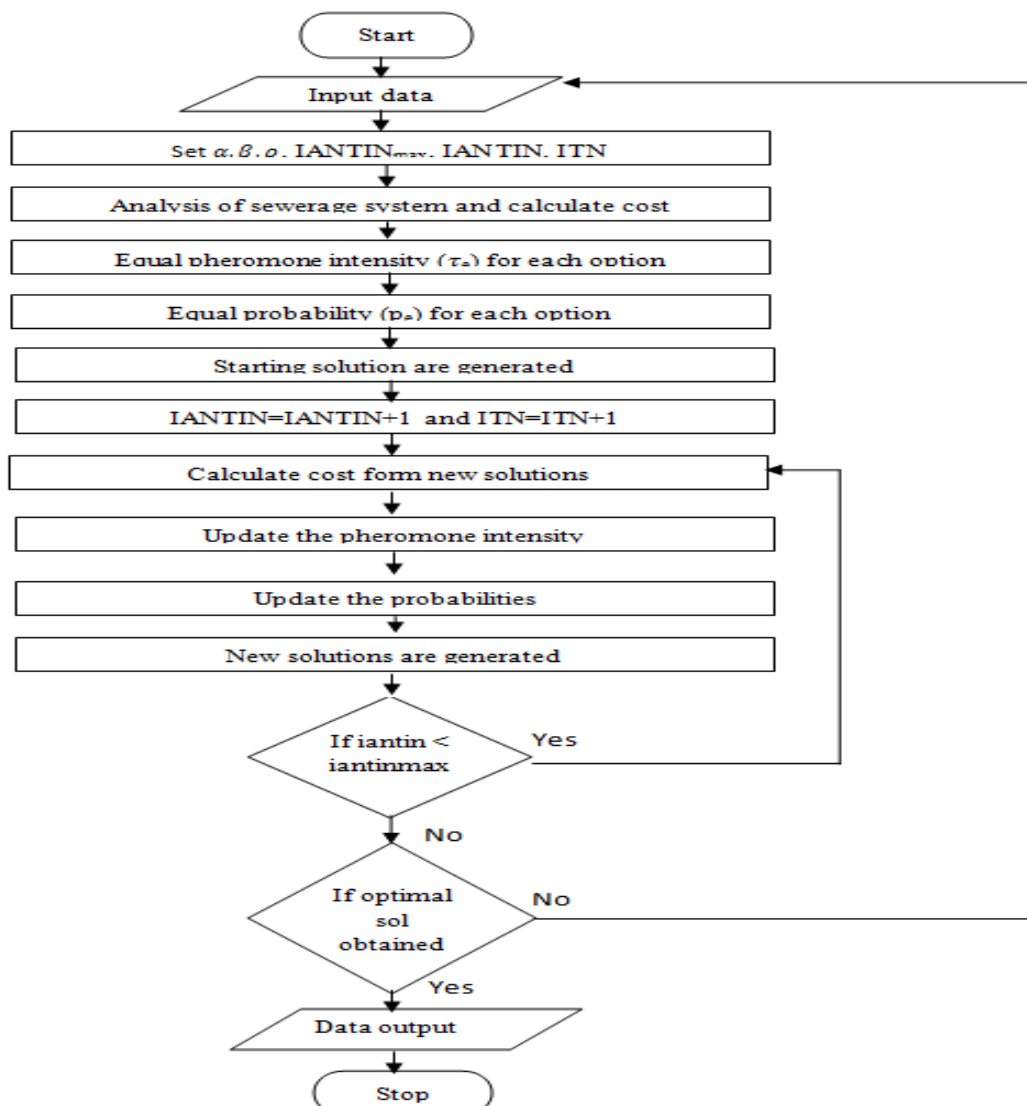 Start
Input data
Set α.β.ρ. IANTINmax. IANTIN. ITN
Analysis of sewerage system and calculate cost
Equal pheromone intensity (τₒ) for each option
Equal probability (pₒ) for each option
Starting solution are generated
IANTIN=IANTIN+1 and ITN=ITN+1
Calculate cost form new solutions
Update the pheromone intensity
Update the probabilities
New solutions are generated
If iantin <
iantinmax
Yes
No
If optimal
sol
obtained
No
Yes
Data output
Stop